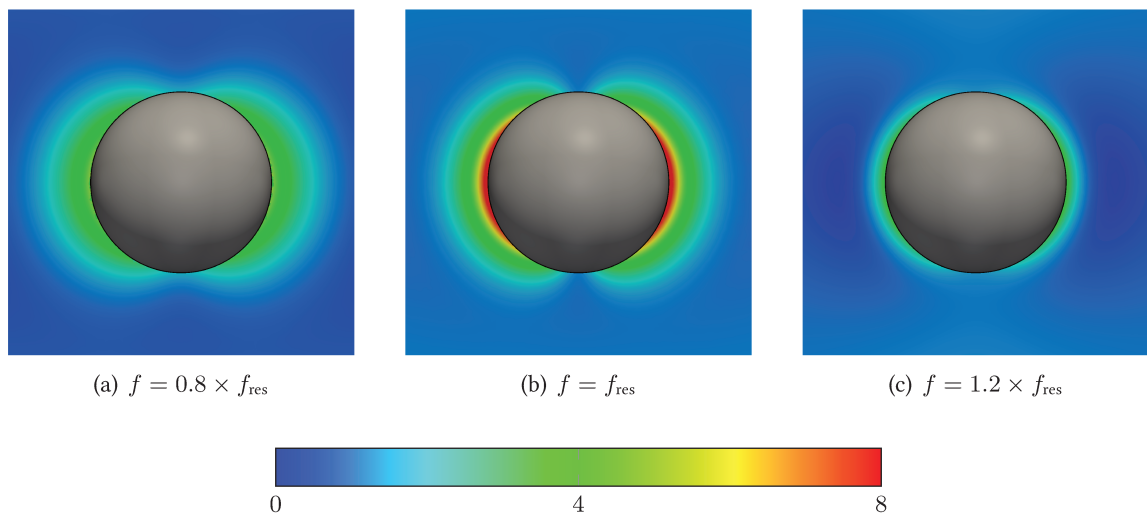 (a) f = 0.8 × f_res
(b) f = f_res
(c) f = 1.2 × f_res
0 4 8